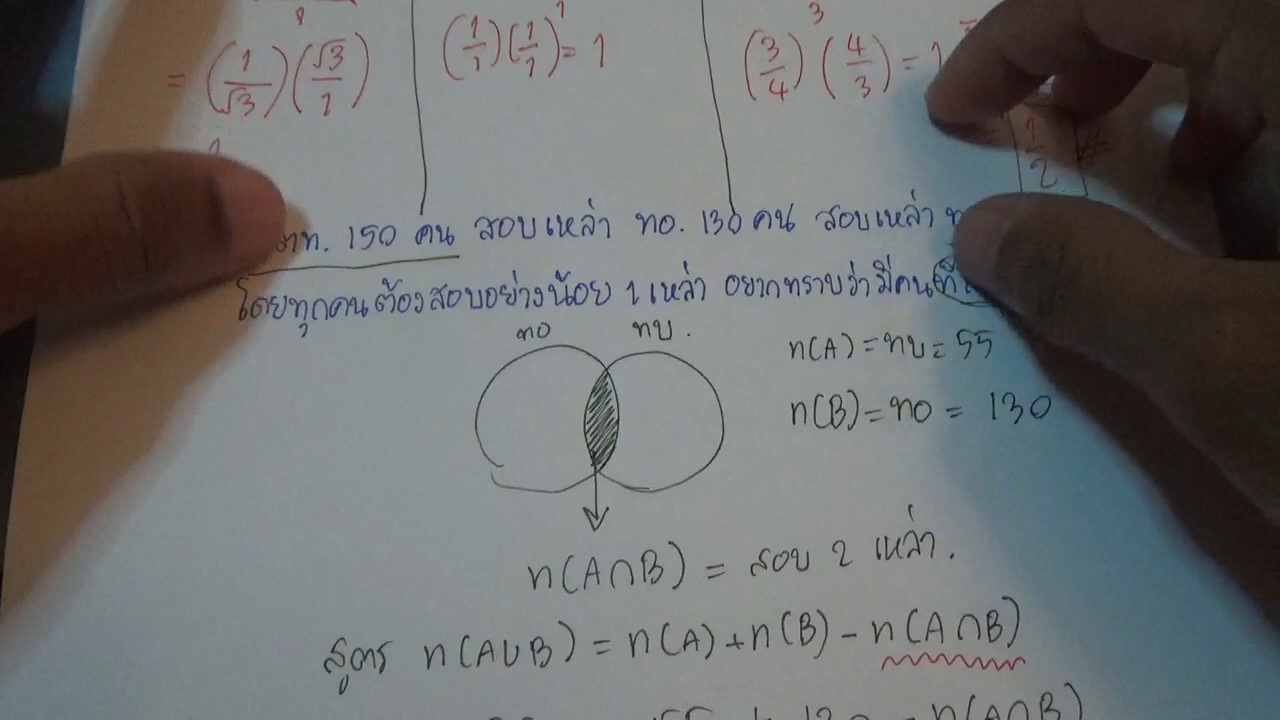 = (1/√3)(√3/1)
(1/1)(1/1) = 1
(3/4)(4/3) = 1
1/2
150 คน สอบเหล่า ทอ. 130 คน สอบเหล่า
โดยทุกคนต้องสอบอย่างน้อย 1 เหล่า อยากทราบว่ามีคนที่
ทอ ทบ.
n(A) = ทบ = 55
n(B) = ทอ = 130
n(A∩B) = สอบ 2 เหล่า.
สูตร n(A∪B) = n(A) + n(B) - n(A∩B)
55 + 130 - n(A∩B)